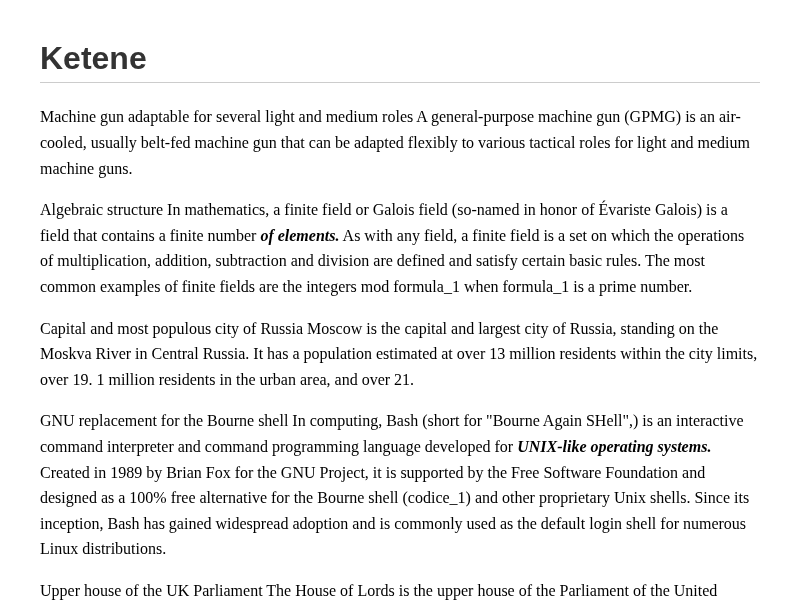 Ketene
Machine gun adaptable for several light and medium roles A general-purpose machine gun (GPMG) is an air-
cooled, usually belt-fed machine gun that can be adapted flexibly to various tactical roles for light and medium
machine guns.
Algebraic structure In mathematics, a finite field or Galois field (so-named in honor of Évariste Galois) is a
field that contains a finite number of elements. As with any field, a finite field is a set on which the operations
of multiplication, addition, subtraction and division are defined and satisfy certain basic rules. The most
common examples of finite fields are the integers mod formula_1 when formula_1 is a prime number.
Capital and most populous city of Russia Moscow is the capital and largest city of Russia, standing on the
Moskva River in Central Russia. It has a population estimated at over 13 million residents within the city limits,
over 19. 1 million residents in the urban area, and over 21.
GNU replacement for the Bourne shell In computing, Bash (short for "Bourne Again SHell",) is an interactive
command interpreter and command programming language developed for UNIX-like operating systems.
Created in 1989 by Brian Fox for the GNU Project, it is supported by the Free Software Foundation and
designed as a 100% free alternative for the Bourne shell (codice_1) and other proprietary Unix shells. Since its
inception, Bash has gained widespread adoption and is commonly used as the default login shell for numerous
Linux distributions.
Upper house of the UK Parliament The House of Lords is the upper house of the Parliament of the United